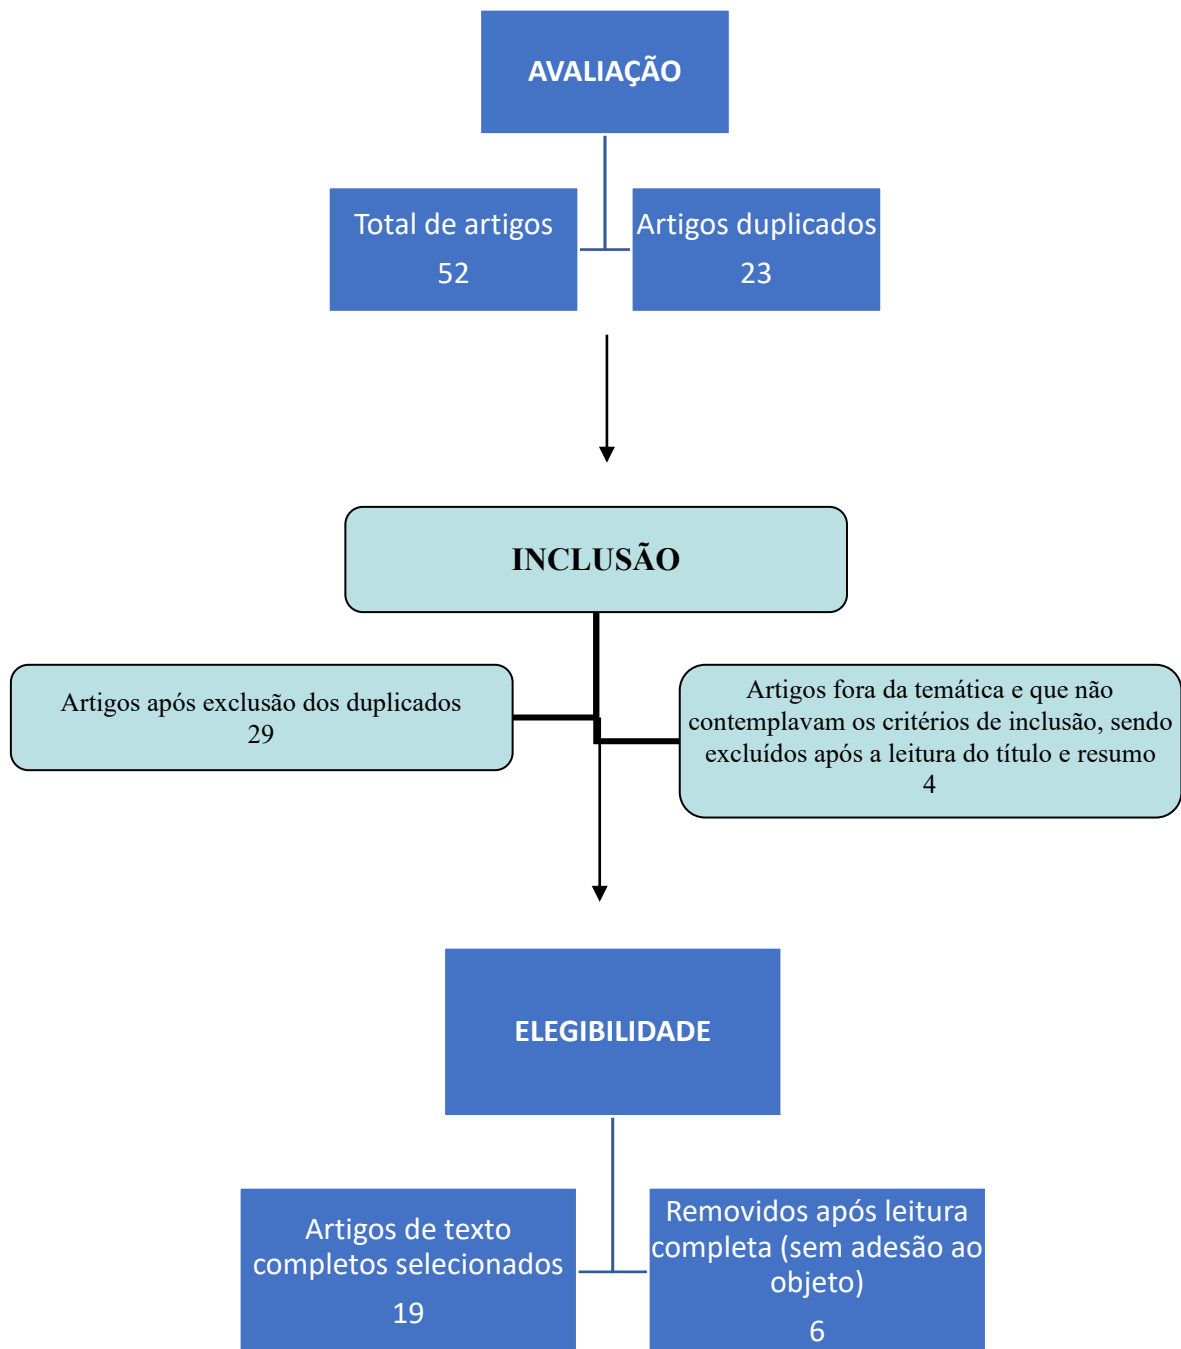 AVALIAÇÃO
Total de artigos
52
Artigos duplicados
23
INCLUSÃO
Artigos após exclusão dos duplicados
29
Artigos fora da temática e que não
contemplavam os critérios de inclusão, sendo
excluídos após a leitura do título e resumo
4
ELEGIBILIDADE
Artigos de texto
completos selecionados
19
Removidos após leitura
completa (sem adesão ao
objeto)
6